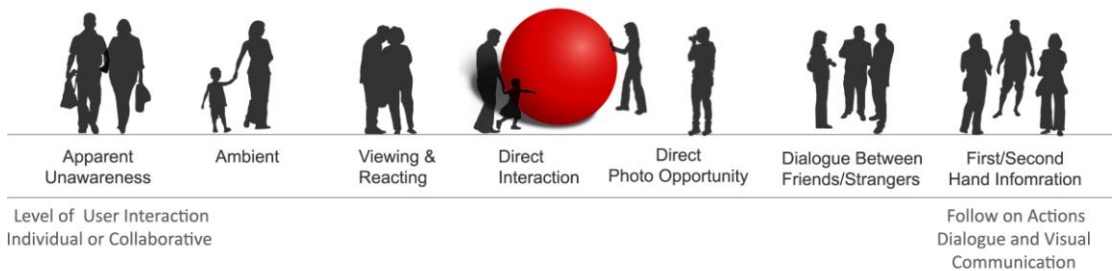 Apparent
Unawareness
Ambient
Viewing &
Reacting
Direct
Interaction
Direct
Photo Opportunity
Dialogue Between
Friends/Strangers
First/Second
Hand Infomration
Level of User Interaction
Individual or Collaborative
Follow on Actions
Dialogue and Visual
Communication